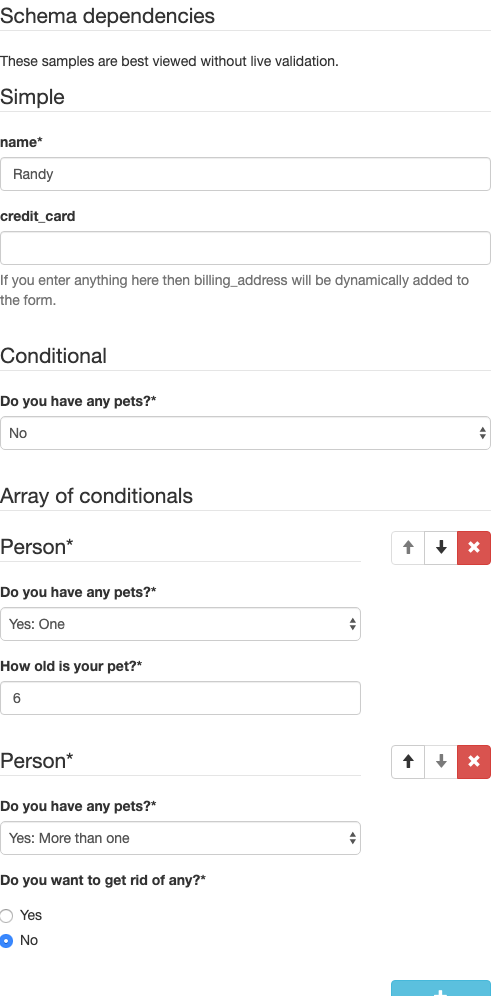 Schema dependencies
These samples are best viewed without live validation.
Simple
name*
Randy
credit_card
If you enter anything here then billing_address will be dynamically added to
the form.
Conditional
Do you have any pets?*
No
Array of conditionals
Person*
Do you have any pets?*
Yes: One
How old is your pet?*
6
Person*
Do you have any pets?*
Yes: More than one
Do you want to get rid of any?*
Yes
No